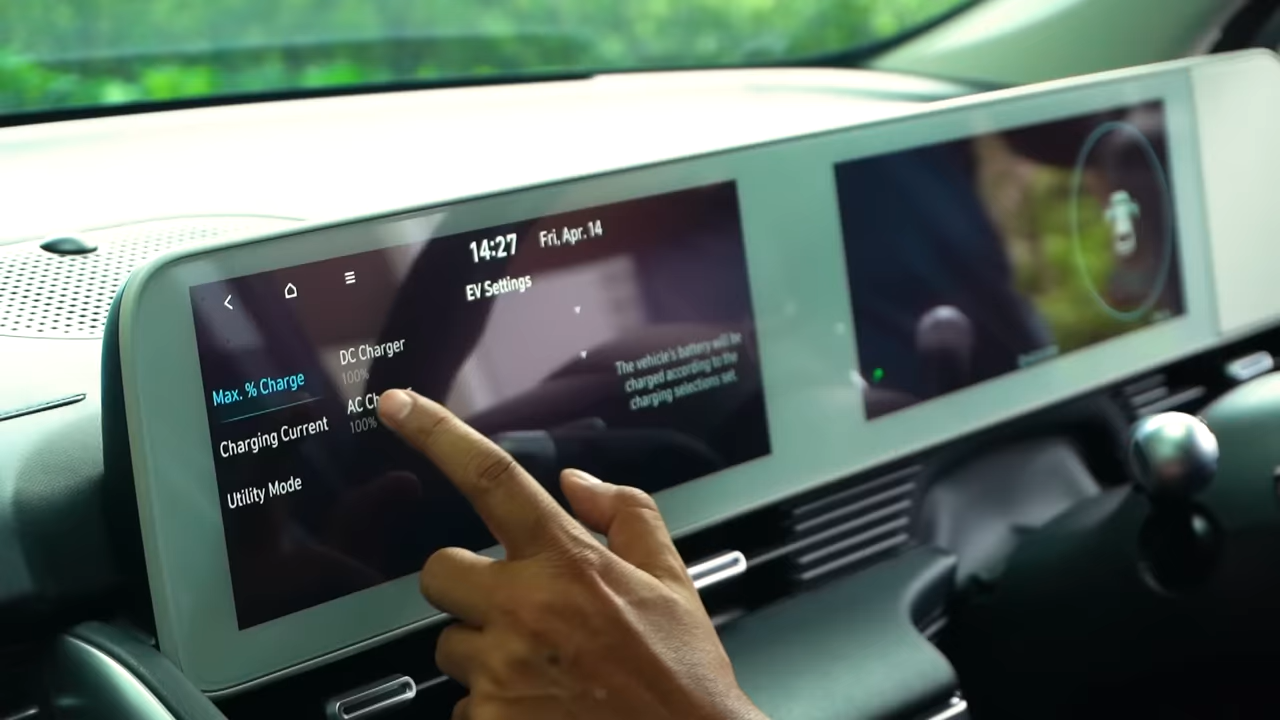 14:27 Fri, Apr. 14
EV Settings
Max. % Charge
Charging Current
Utility Mode
DC Charger
100%
AC Ch
100%
The vehicle's battery will be
charged according to the
charging selections set.